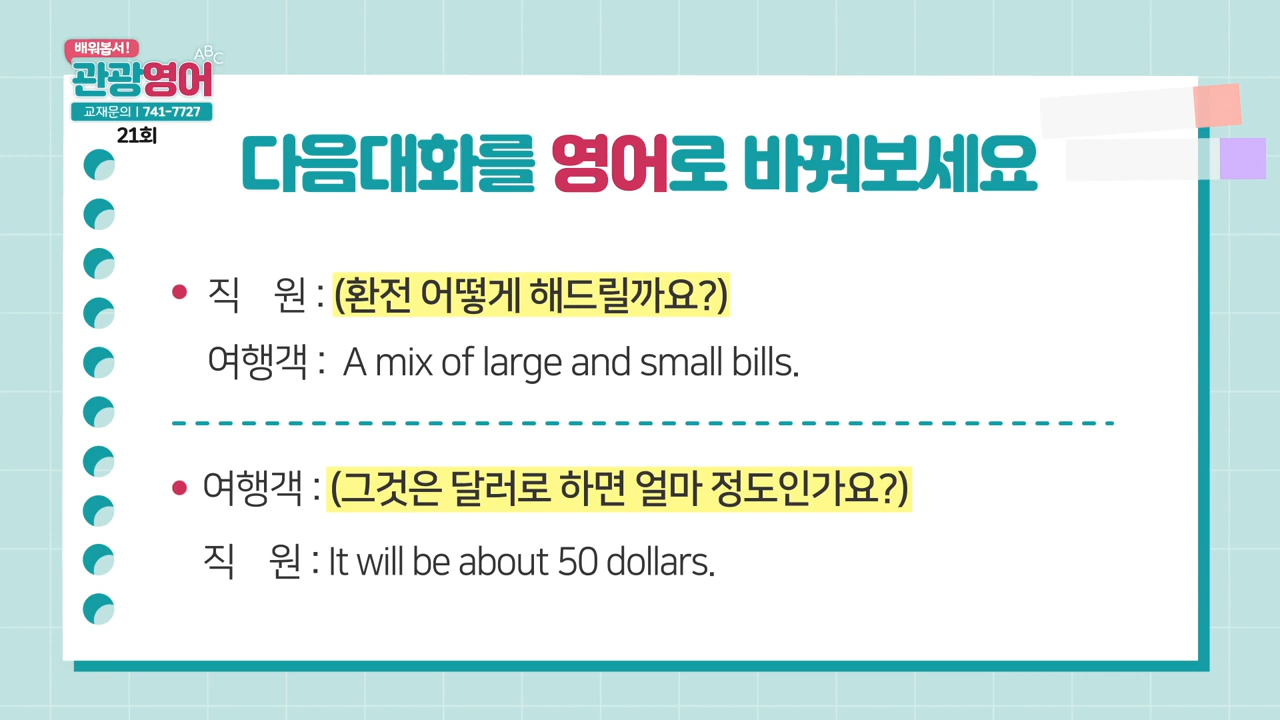 배워봅서!
ABC
관광영어
교재문의 | 741-7727
21회
다음대화를 영어로 바꿔보세요
직 원 : (환전 어떻게 해드릴까요?)
여행객 : A mix of large and small bills.
여행객 : (그것은 달러로 하면 얼마 정도인가요?)
직 원 : It will be about 50 dollars.